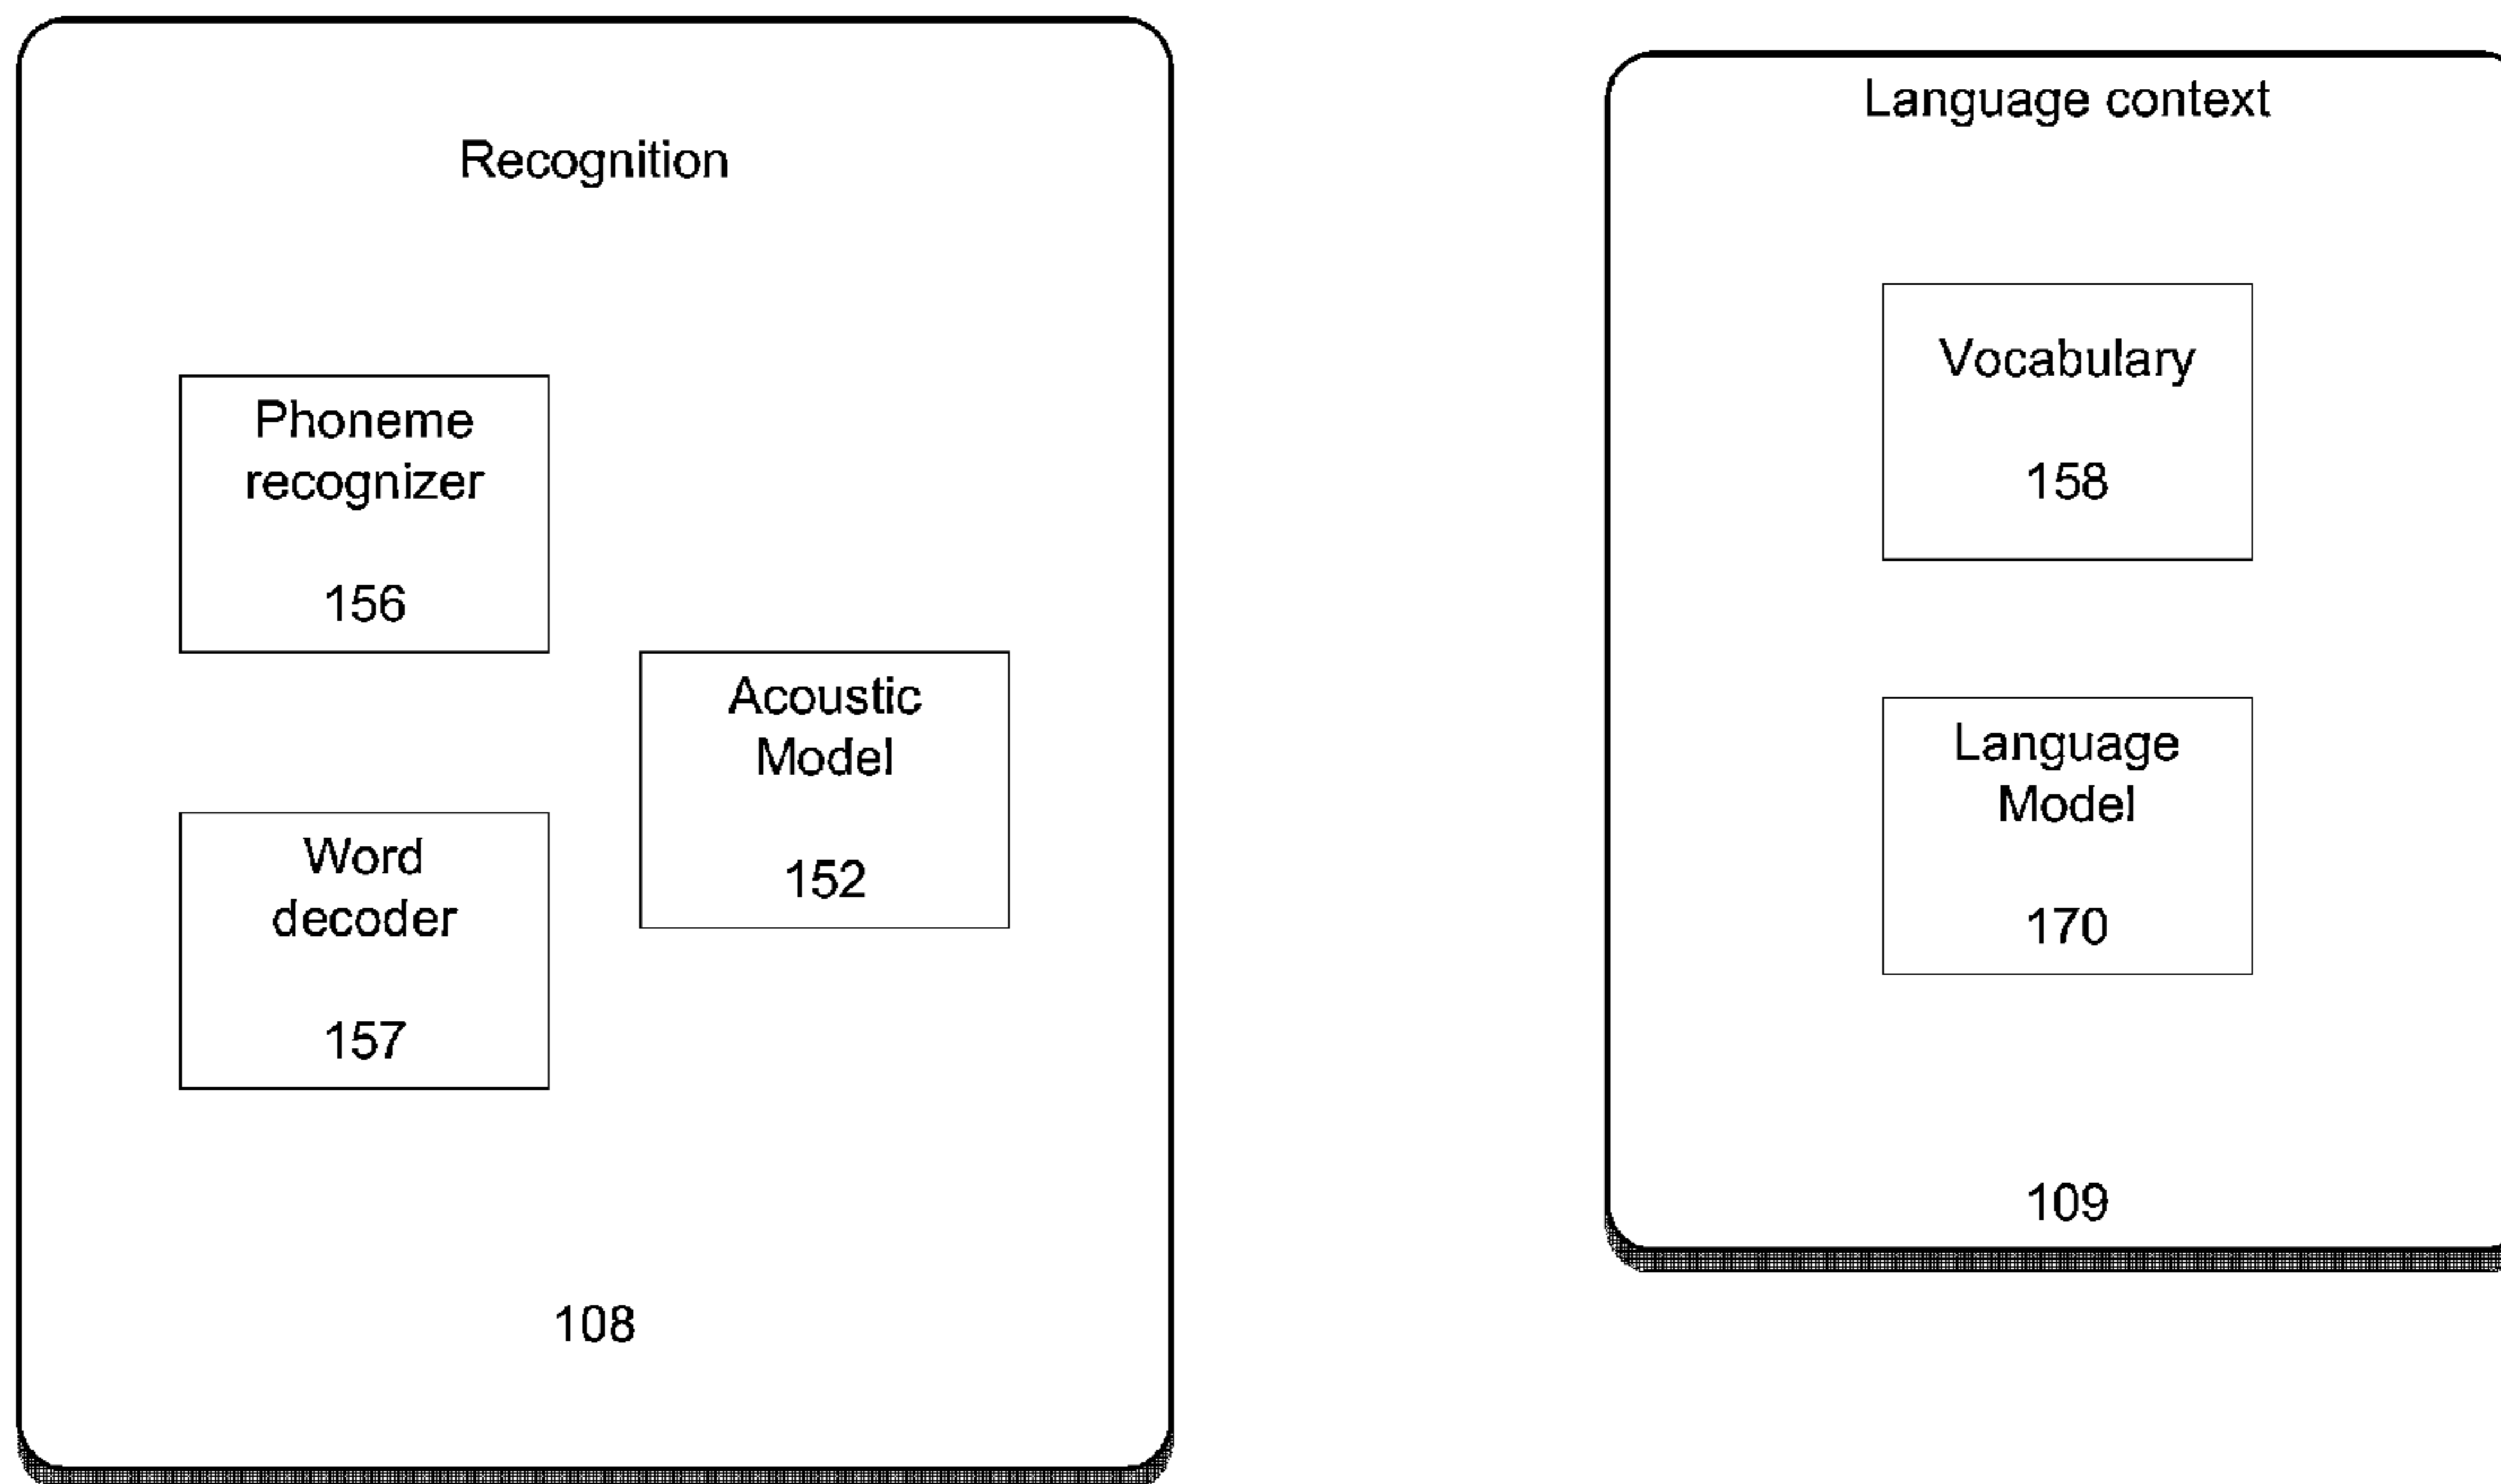 Recognition
Phoneme
recognizer
156
Acoustic
Model
152
Word
decoder
157
108
Language context
Vocabulary
158
Language
Model
170
109